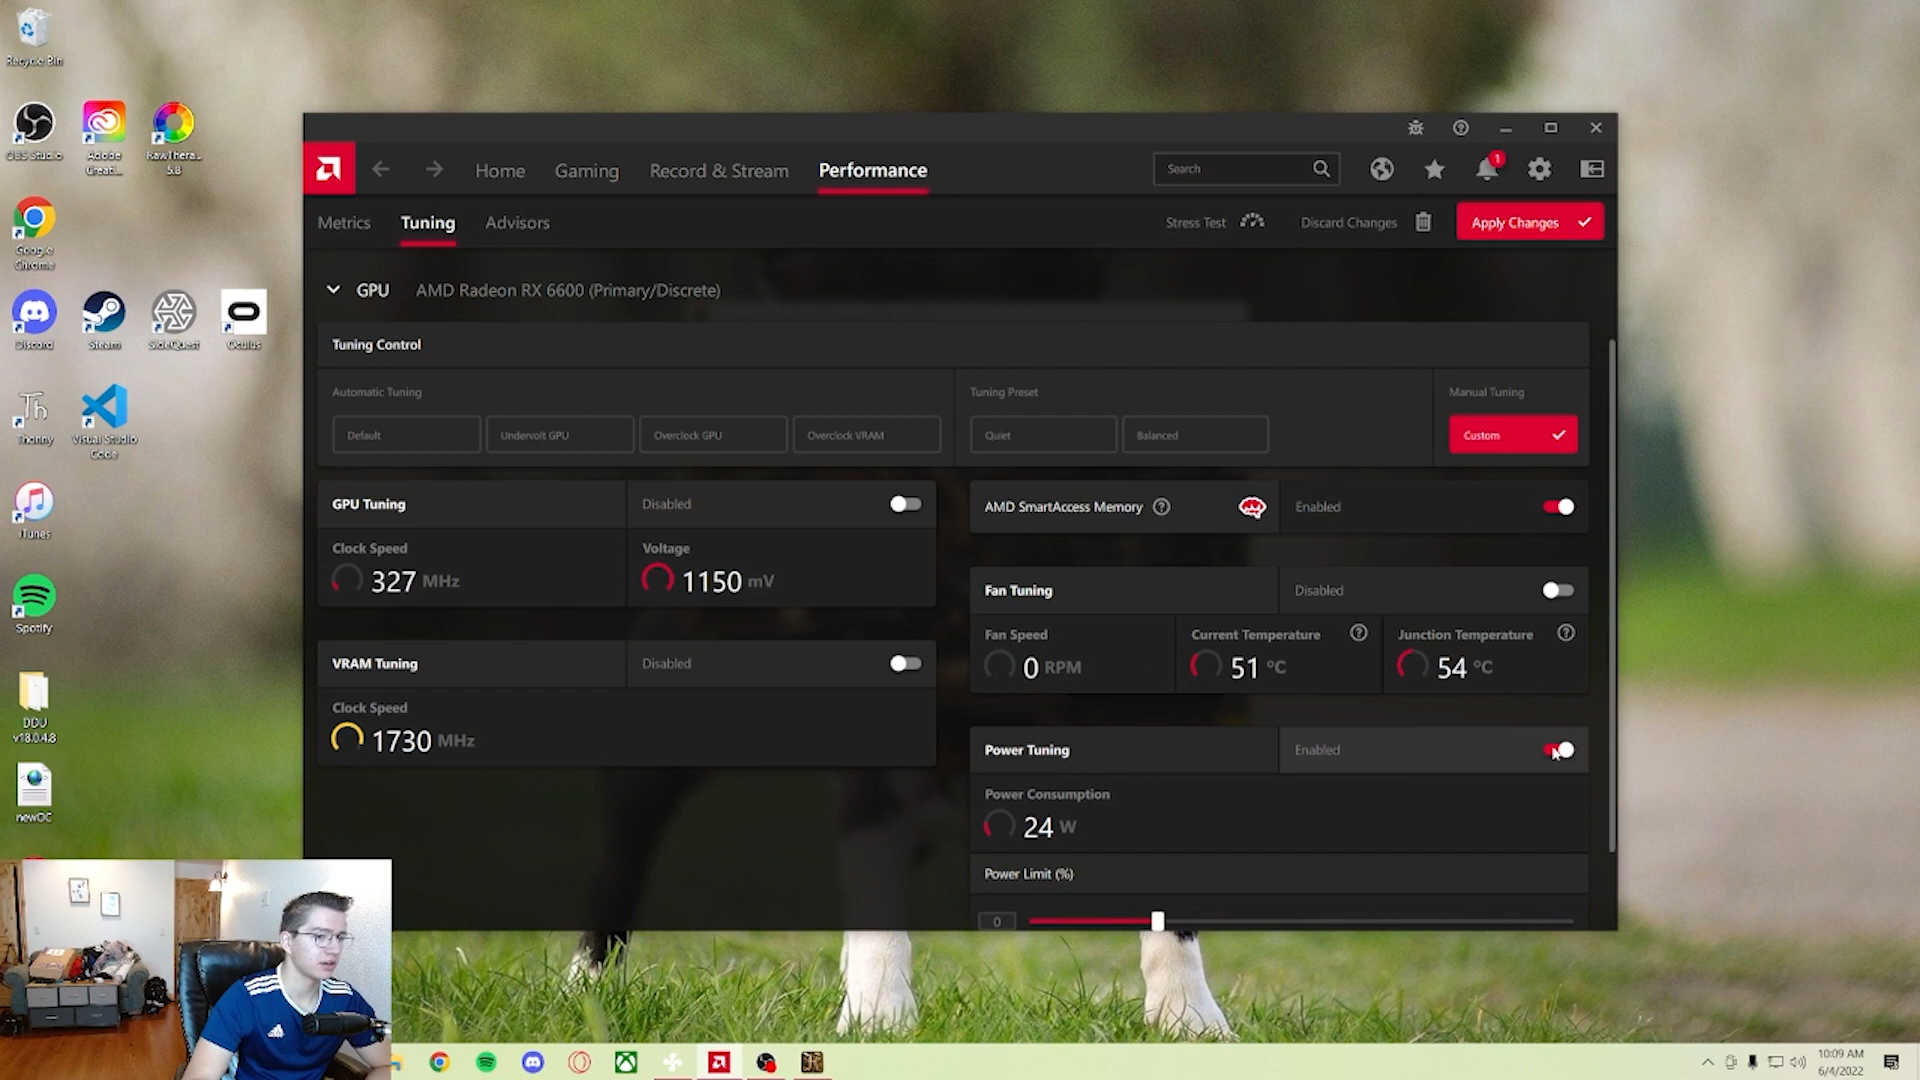 Recycle Bin
OBS Studio
Adobe
Creati...
RawThera...
5.8
Google
Chrome
Discord
Steam
SideQuest
Oculus
Thonny
Visual Studio
Code
iTunes
Spotify
DDU
v18.0.4.8
newOC
Home
Gaming
Record & Stream
Performance
Search
1
Metrics
Tuning
Advisors
Stress Test
Discard Changes
Apply Changes
GPU
AMD Radeon RX 6600 (Primary/Discrete)
Tuning Control
Automatic Tuning
Default
Undervolt GPU
Overclock GPU
Overclock VRAM
Tuning Preset
Quiet
Balanced
Manual Tuning
Custom
GPU Tuning
Disabled
Clock Speed
327 MHz
Voltage
1150 mV
VRAM Tuning
Disabled
Clock Speed
1730 MHz
AMD SmartAccess Memory
Enabled
Fan Tuning
Disabled
Fan Speed
0 RPM
Current Temperature
51 °C
Junction Temperature
54 °C
Power Tuning
Enabled
Power Consumption
24 W
Power Limit (%)
0
10:09 AM
6/4/2022